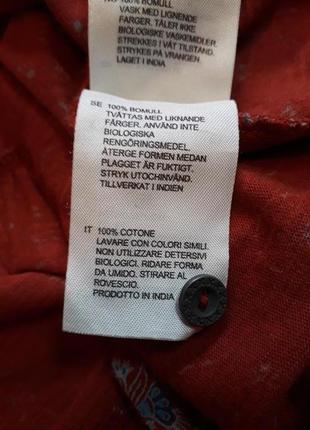 NO 100% BOMULL
VASK MED LIGNENDE
FARGER. TÅLER IKKE
BIOLOGISKE VASKEMIDLER.
STREKKES I VÅT TILSTAND.
STRYKES PÅ VRANGEN.
LAGET I INDIA
SE 100% BOMULL
TVÄTTAS MED LIKNANDE
FÄRGER. ANVÄND INTE
BIOLOGISKA
RENGÖRINGSMEDEL.
ÅTERGE FORMEN MEDAN
PLAGGET ÄR FUKTIGT.
STRYK UTOCHINVÄND.
TILLVERKAT I INDIEN
IT 100% COTONE
LAVARE CON COLORI SIMILI.
NON UTILIZZARE DETERSIVI
BIOLOGICI. RIDARE FORMA
DA UMIDO. STIRARE AL
ROVESCIO.
PRODOTTO IN INDIA